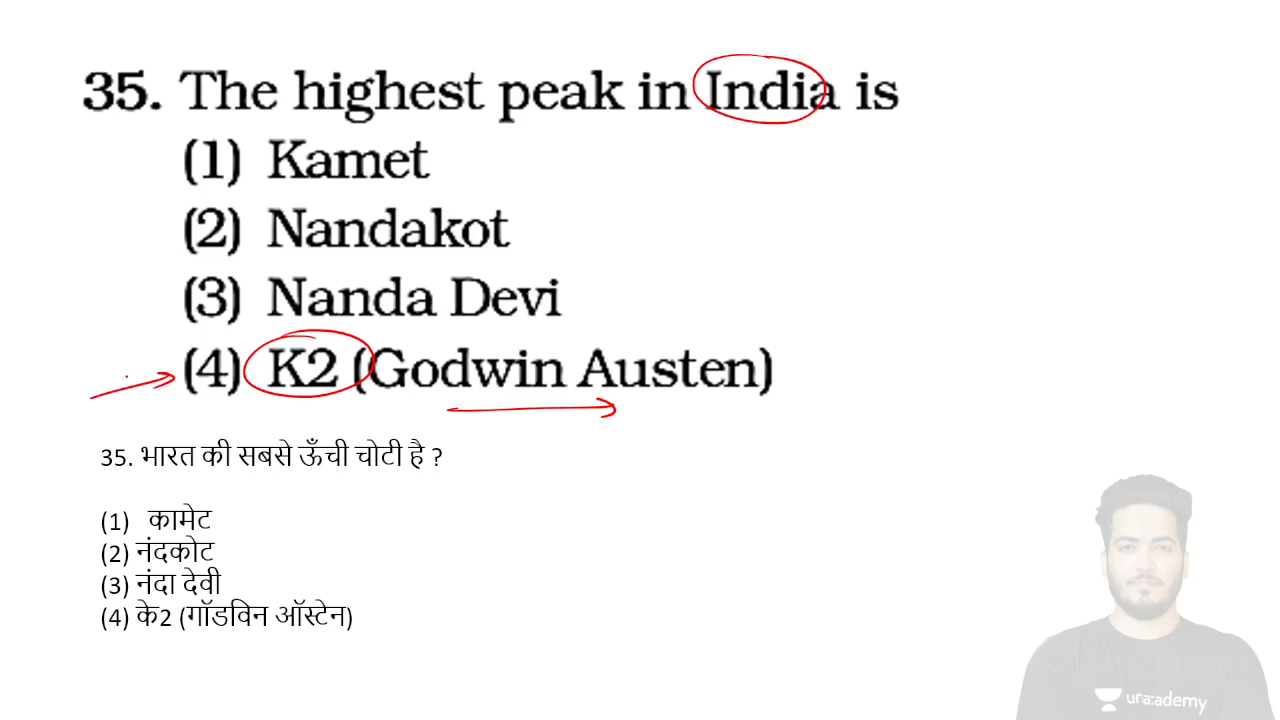 35. The highest peak in India is
(1) Kamet
(2) Nandakot
(3) Nanda Devi
(4) K2 (Godwin Austen)
35. भारत की सबसे ऊँची चोटी है ?
(1) कामेट
(2) नंदकोट
(3) नंदा देवी
(4) के2 (गॉडविन ऑस्टेन)
unacademy